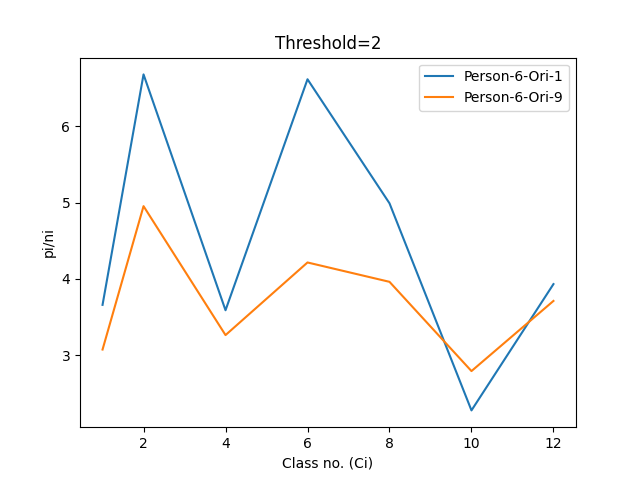 Threshold=2
Person-6-Ori-1
Person-6-Ori-9
6
5
4
3
pi/ni
2 4 6 8 10 12
Class no. (Ci)